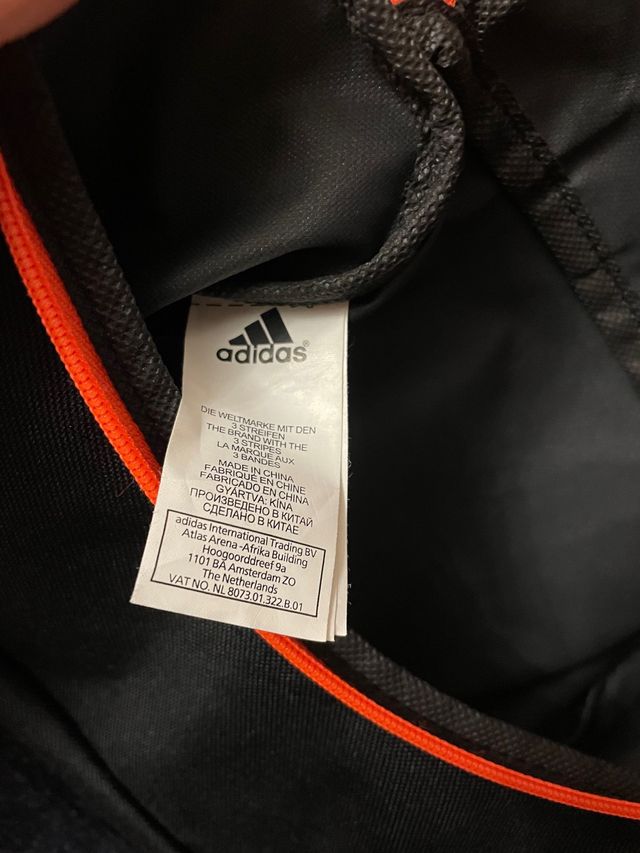 adidas®
DIE WELTMARKE MIT DEN
3 STREIFEN
THE BRAND WITH THE
3 STRIPES
LA MARQUE AUX
3 BANDES
MADE IN CHINA
FABRIQUÉ EN CHINE
FABRICADO EN CHINA
GYÁRTVA: KÍNA
ПРОИЗВЕДЕНО В КИТАЙ
СДЕЛАНО В КИТАЕ
adidas International Trading BV
Atlas Arena -Afrika Building
Hoogoorddreef 9a
1101 BA Amsterdam ZO
The Netherlands
VAT NO. NL 8073.01.322.B.01